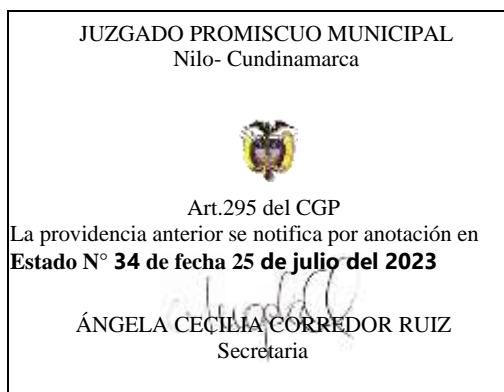 JUZGADO PROMISCUO MUNICIPAL
Nilo- Cundinamarca
Art.295 del CGP
La providencia anterior se notifica por anotación en
Estado N° 34 de fecha 25 de julio del 2023
ÁNGELA CECILIA CORREDOR RUIZ
Secretaria